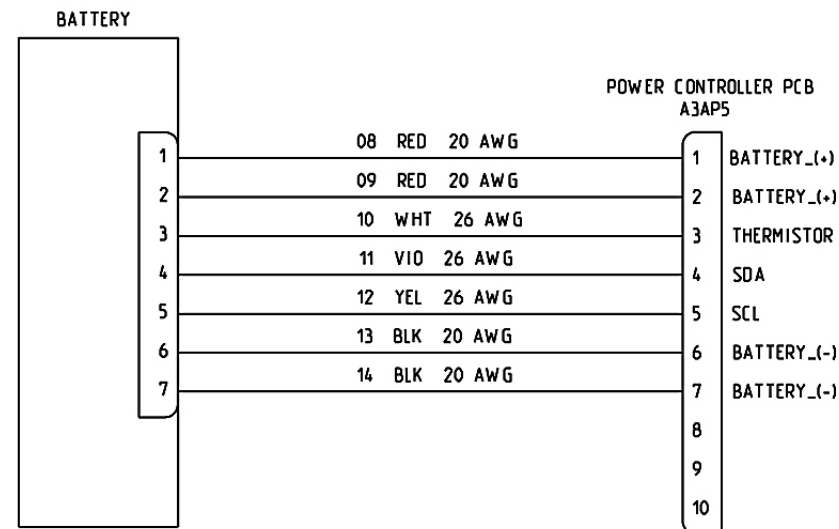 BATTERY
POWER CONTROLLER PCB
A3AP5
1 08 RED 20 AWG 1 BATTERY_(+)
2 09 RED 20 AWG 2 BATTERY_(+)
3 10 WHT 26 AWG 3 THERMISTOR
4 11 VIO 26 AWG 4 SDA
5 12 YEL 26 AWG 5 SCL
6 13 BLK 20 AWG 6 BATTERY_(-)
7 14 BLK 20 AWG 7 BATTERY_(-)
8
9
10